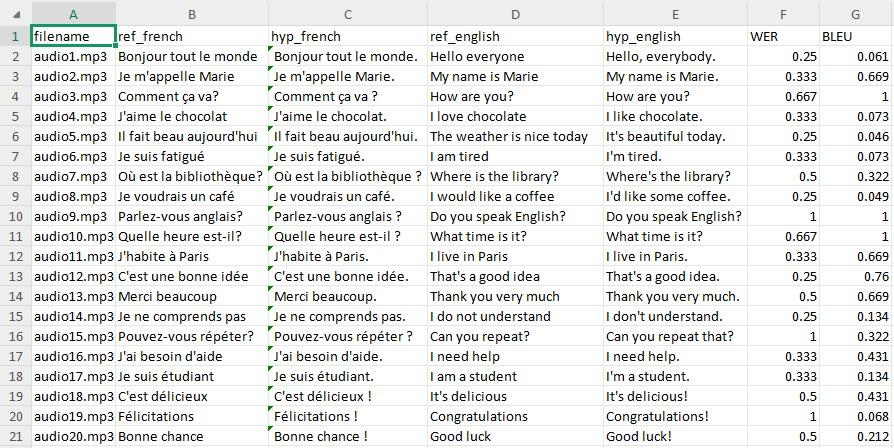 A B C D E F G
1 filename ref_french hyp_french ref_english hyp_english WER BLEU
2 audio1.mp3 Bonjour tout le monde Bonjour tout le monde. Hello everyone Hello, everybody. 0.25 0.061
3 audio2.mp3 Je m'appelle Marie Je m'appelle Marie. My name is Marie My name is Marie. 0.333 0.669
4 audio3.mp3 Comment ça va? Comment ça va ? How are you? How are you? 0.667 1
5 audio4.mp3 J'aime le chocolat J'aime le chocolat. I love chocolate I like chocolate. 0.333 0.073
6 audio5.mp3 Il fait beau aujourd'hui Il fait beau aujourd'hui. The weather is nice today It's beautiful today. 0.25 0.046
7 audio6.mp3 Je suis fatigué Je suis fatigué. I am tired I'm tired. 0.333 0.073
8 audio7.mp3 Où est la bibliothèque? Où est la bibliothèque ? Where is the library? Where's the library? 0.5 0.322
9 audio8.mp3 Je voudrais un café Je voudrais un café. I would like a coffee I'd like some coffee. 0.25 0.049
10 audio9.mp3 Parlez-vous anglais? Parlez-vous anglais ? Do you speak English? Do you speak English? 1 1
11 audio10.mp3 Quelle heure est-il? Quelle heure est-il ? What time is it? What time is it? 0.667 1
12 audio11.mp3 J'habite à Paris J'habite à Paris. I live in Paris I live in Paris. 0.333 0.669
13 audio12.mp3 C'est une bonne idée C'est une bonne idée. That's a good idea That's a good idea. 0.25 0.76
14 audio13.mp3 Merci beaucoup Merci beaucoup. Thank you very much Thank you very much. 0.5 0.669
15 audio14.mp3 Je ne comprends pas Je ne comprends pas. I do not understand I don't understand. 0.25 0.134
16 audio15.mp3 Pouvez-vous répéter? Pouvez-vous répéter ? Can you repeat? Can you repeat that? 1 0.322
17 audio16.mp3 J'ai besoin d'aide J'ai besoin d'aide. I need help I need help. 0.333 0.431
18 audio17.mp3 Je suis étudiant Je suis étudiant. I am a student I'm a student. 0.333 0.134
19 audio18.mp3 C'est délicieux C'est délicieux ! It's delicious It's delicious! 0.5 0.431
20 audio19.mp3 Félicitations Félicitations ! Congratulations Congratulations! 1 0.068
21 audio20.mp3 Bonne chance Bonne chance ! Good luck Good luck! 0.5 0.212